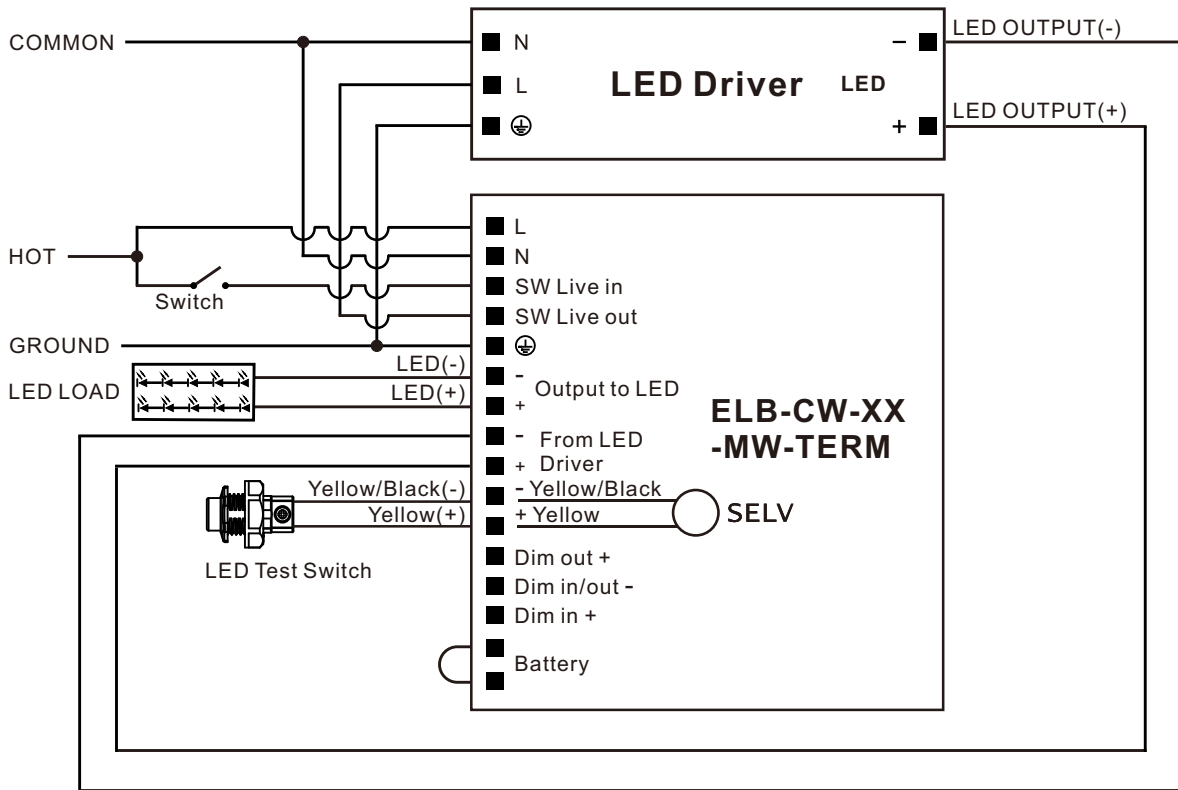 COMMON
N
L
LED Driver
LED
−
+
LED OUTPUT(-)
LED OUTPUT(+)
HOT
Switch
GROUND
LED LOAD
LED(-)
LED(+)
L
N
SW Live in
SW Live out
-
Output to LED
+
- From LED
+ Driver
ELB-CW-XX
-MW-TERM
Yellow/Black(-)
Yellow(+)
LED Test Switch
- Yellow/Black
+ Yellow
SELV
Dim out +
Dim in/out -
Dim in +
Battery